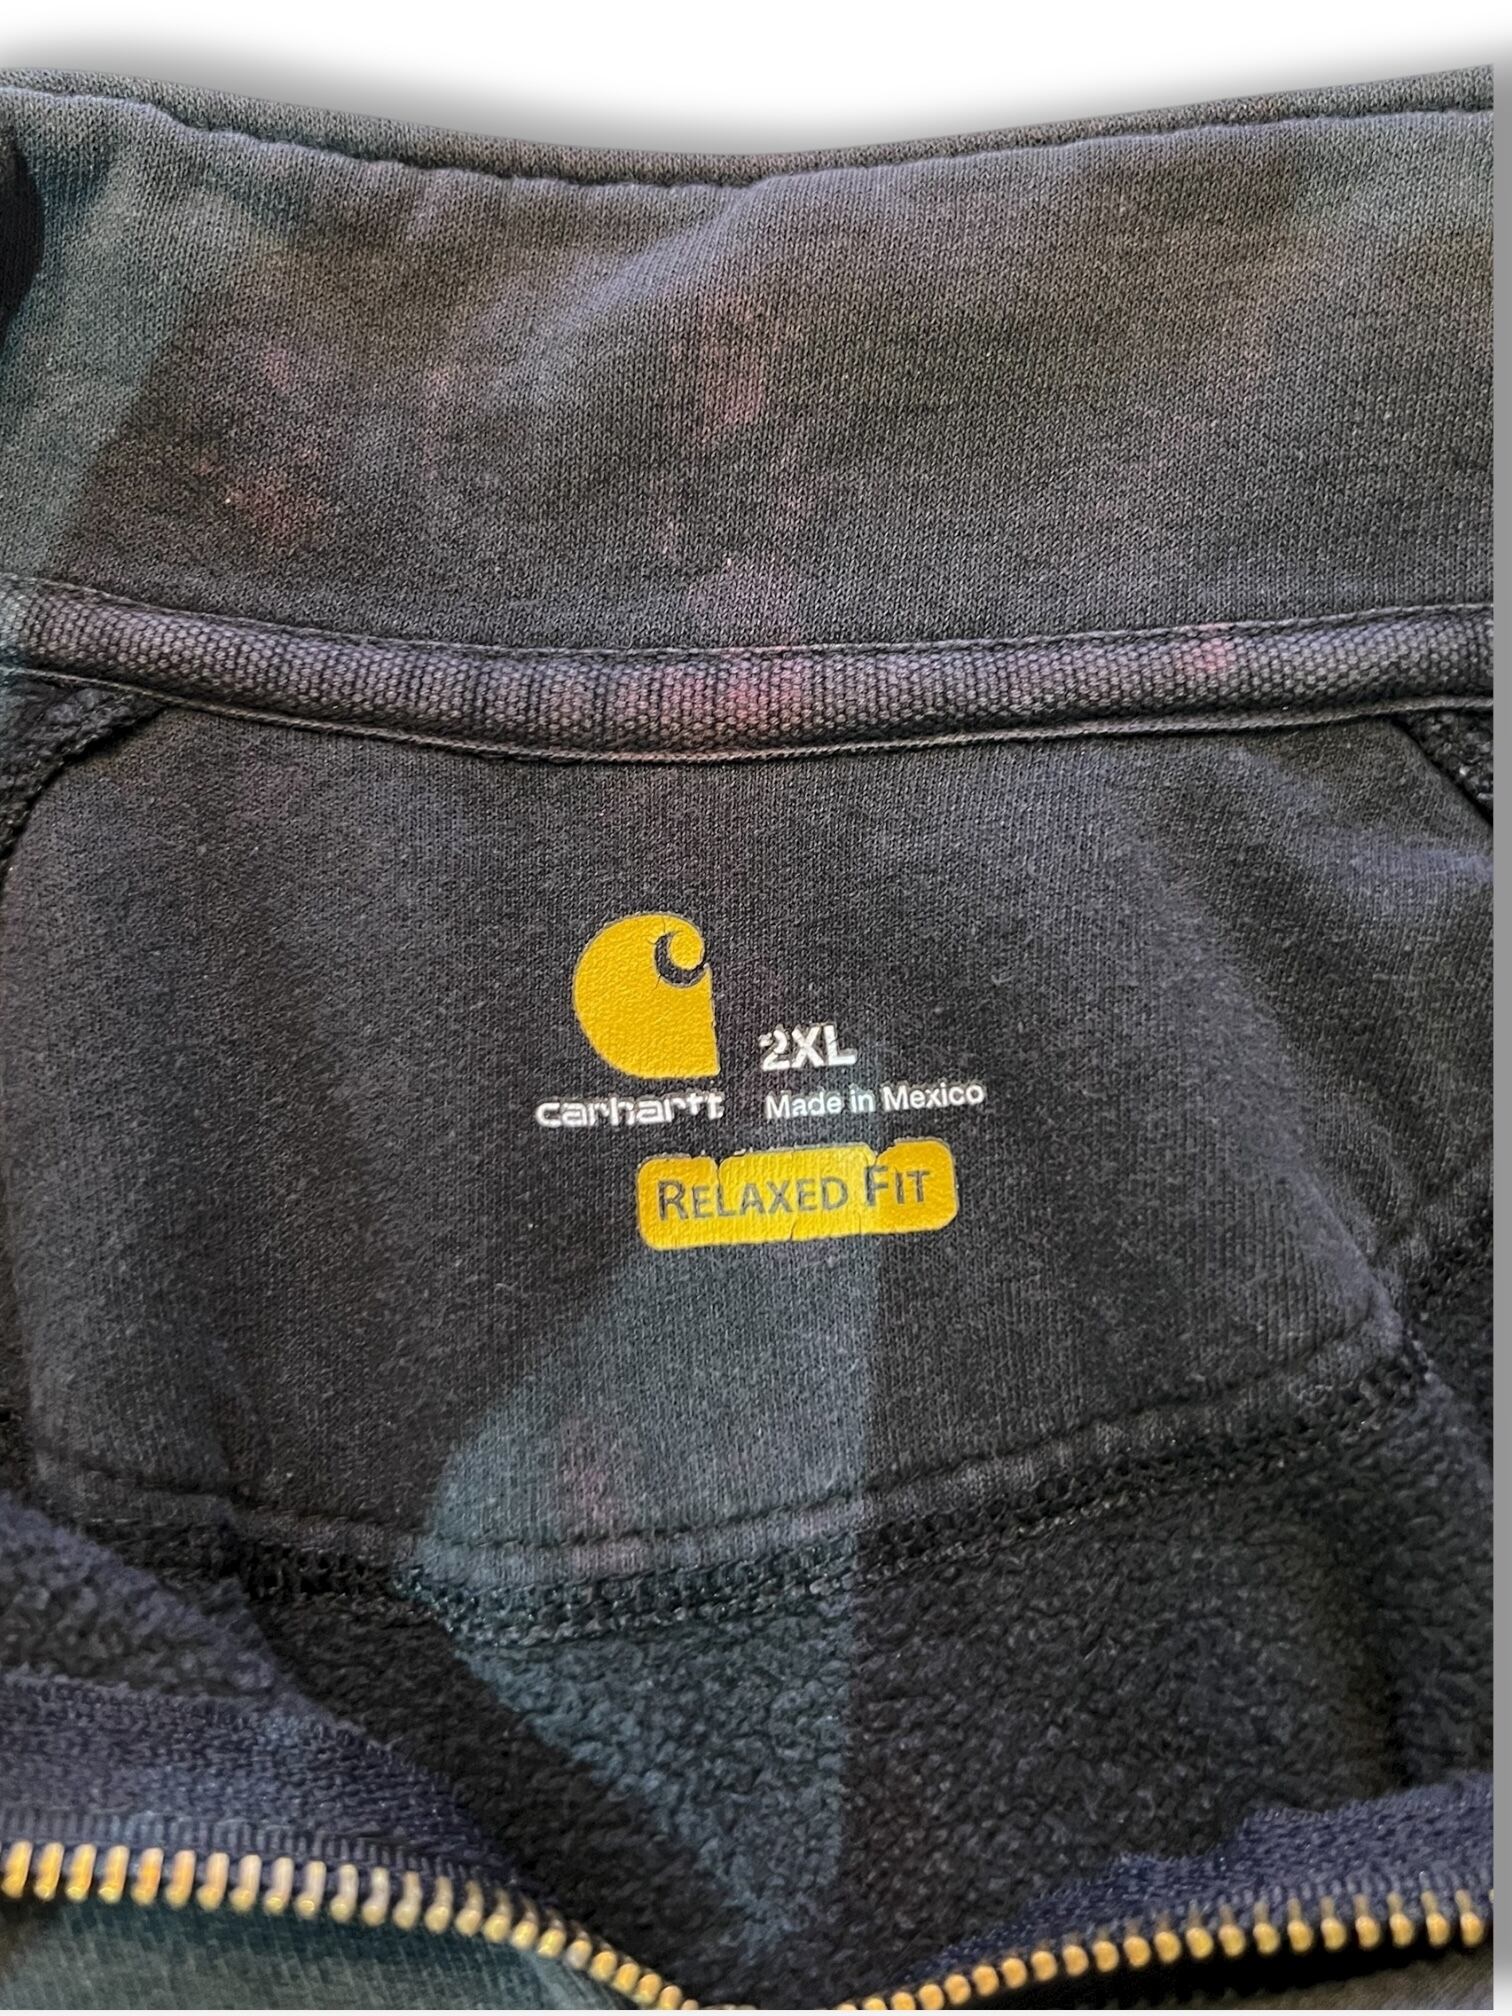 2XL
carhartt Made in Mexico
RELAXED FIT